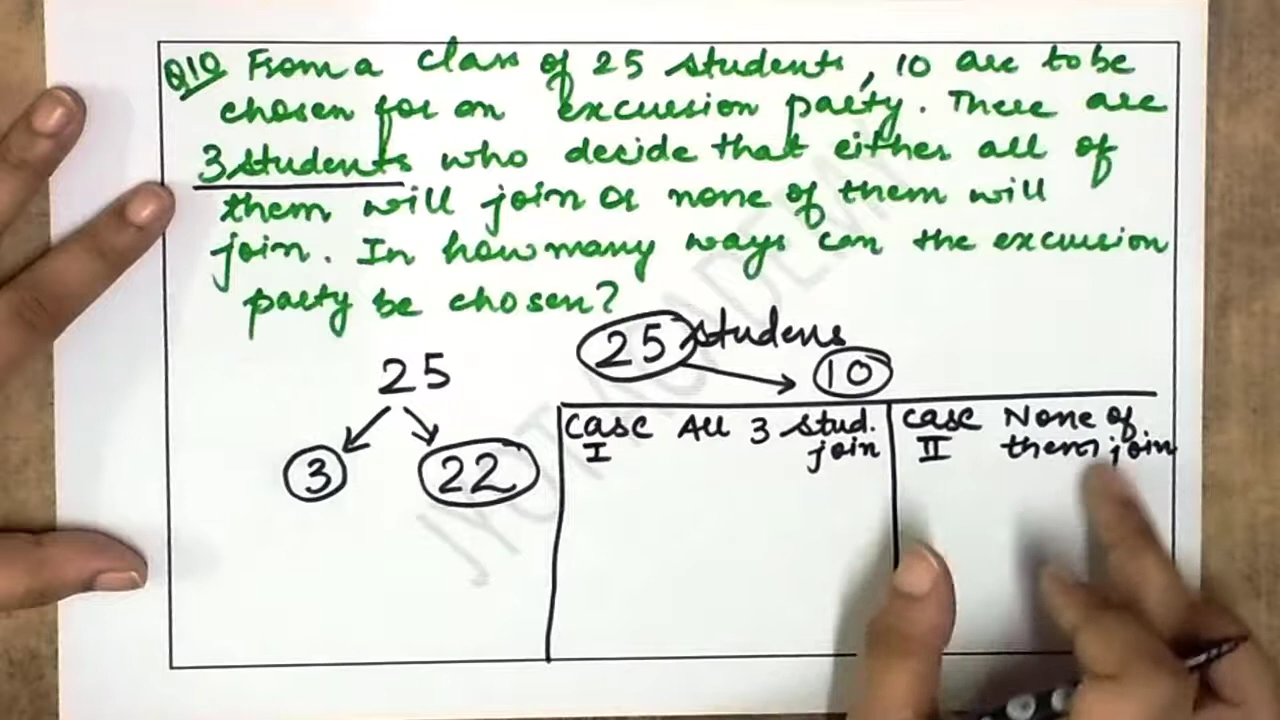 Q10 From a class of 25 students, 10 are to be
chosen for an excursion party. There are
3 students who decide that either all of
them will join or none of them will
join. In how many ways can the excursion
party be chosen?
25 studens
10
25
3 22
Case I All 3 stud. join
Case II None of them join
JYOTI ACADEMY